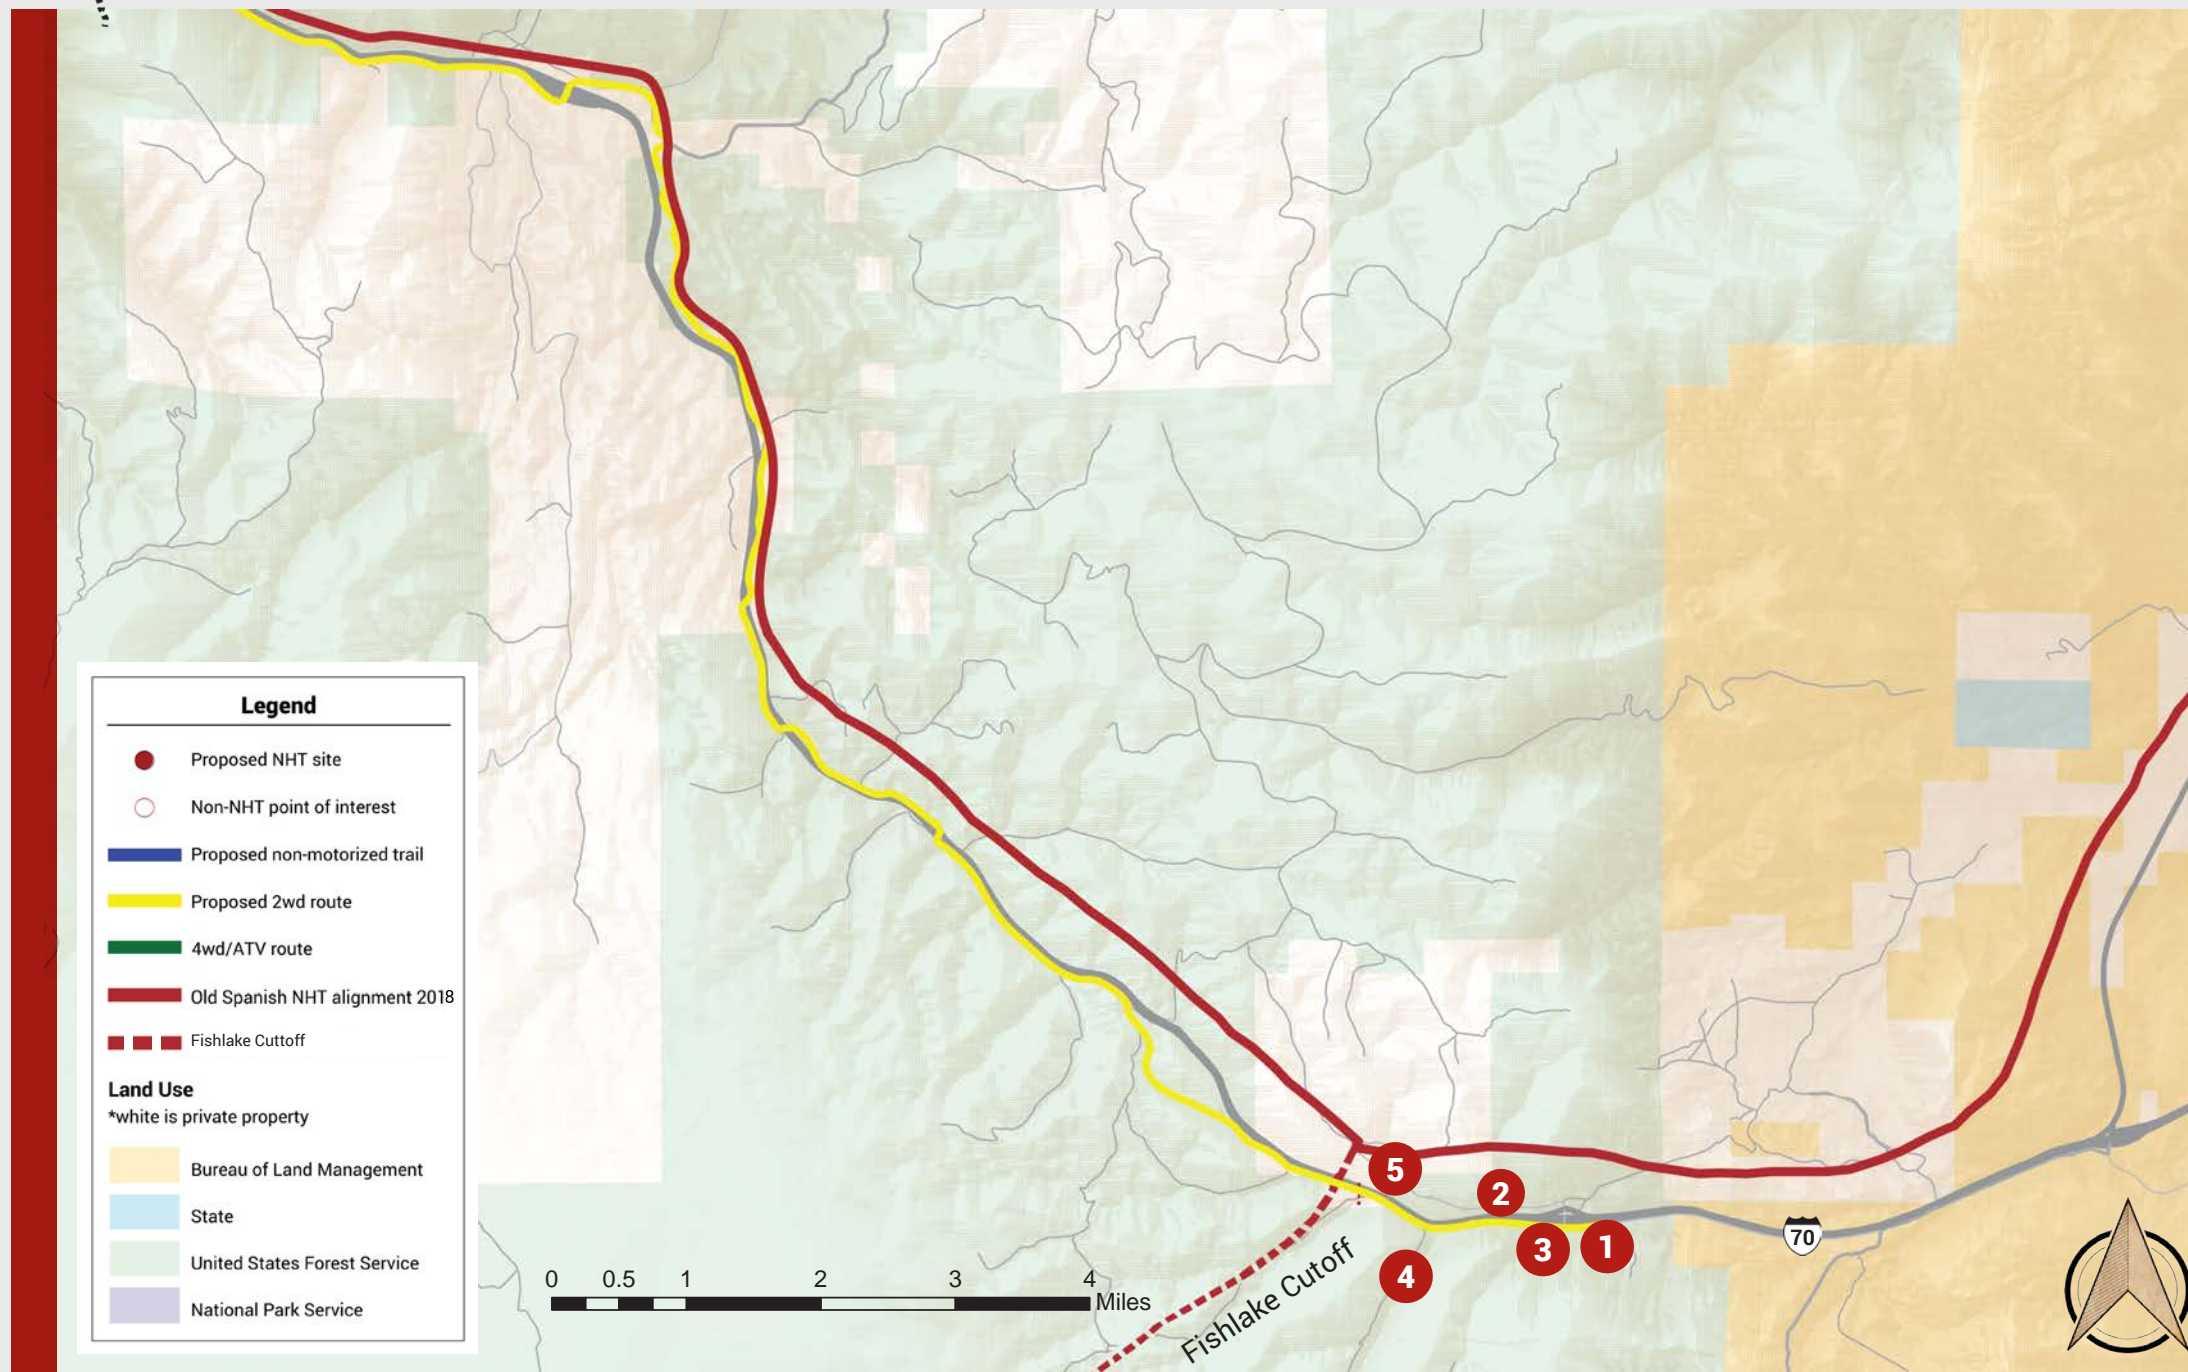 Legend
Proposed NHT site
Non-NHT point of interest
Proposed non-motorized trail
Proposed 2wd route
4wd/ATV route
Old Spanish NHT alignment 2018
Fishlake Cuttoff
Land Use
*white is private property
Bureau of Land Management
State
United States Forest Service
National Park Service
0 0.5 1 2 3 4
Miles
Fishlake Cutoff
5
2
3
1
4
70